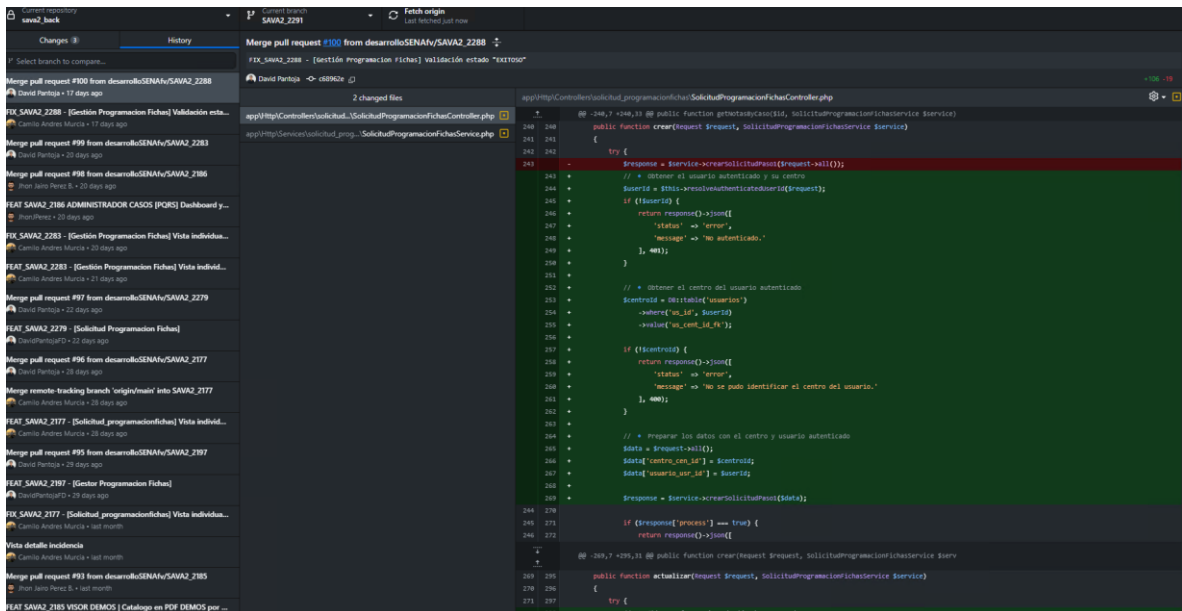 Current repository
sava2_back
Current branch
SAVA2_2291
Fetch origin
Last fetched just now
Changes 3
History
Select branch to compare...
Merge pull request #100 from desarrolloSENAfv/SAVA2_2288
David Pantoja • 17 days ago
FIX_SAVA2_2288 - [Gestión Programacion Fichas] Validación esta...
Camilo Andres Murcia • 17 days ago
Merge pull request #99 from desarrolloSENAfv/SAVA2_2283
David Pantoja • 20 days ago
Merge pull request #98 from desarrolloSENAfv/SAVA2_2186
Jhon Jairo Perez B. • 20 days ago
FEAT SAVA2_2186 ADMINISTRADOR CASOS [PQRS] Dashboard y...
JhonJPerez • 20 days ago
FIX_SAVA2_2283 - [Gestión Programacion Fichas] Vista individua...
Camilo Andres Murcia • 20 days ago
FEAT_SAVA2_2283 - [Gestión Programacion Fichas] Vista individ...
Camilo Andres Murcia • 21 days ago
Merge pull request #97 from desarrolloSENAfv/SAVA2_2279
David Pantoja • 22 days ago
FEAT_SAVA2_2279 - [Solicitud Programacion Fichas]
DavidPantojaFD • 22 days ago
Merge pull request #96 from desarrolloSENAfv/SAVA2_2177
David Pantoja • 28 days ago
Merge remote-tracking branch 'origin/main' into SAVA2_2177
Camilo Andres Murcia • 28 days ago
FEAT_SAVA2_2177 - [Solicitud_programacionfichas] Vista individ...
Camilo Andres Murcia • 28 days ago
Merge pull request #95 from desarrolloSENAfv/SAVA2_2197
David Pantoja • 29 days ago
FEAT_SAVA2_2197 - [Gestor Programacion Fichas]
DavidPantojaFD • 29 days ago
FIX_SAVA2_2177 - [Solicitud_programacionfichas] Vista individua...
Camilo Andres Murcia • last month
Vista detalle incidencia
Camilo Andres Murcia • last month
Merge pull request #93 from desarrolloSENAfv/SAVA2_2185
Jhon Jairo Perez B. • last month
FEAT SAVA2_2185 VISOR DEMOS | Catalogo en PDF DEMOS por ...
Merge pull request #100 from desarrolloSENAfv/SAVA2_2288
FIX_SAVA2_2288 - [Gestión Programacion Fichas] Validación estado "EXITOSO"
David Pantoja c68962e
+106 -19
2 changed files
app\Http\Controllers\solicitud...\SolicitudProgramacionFichasController.php
app\Http\Services\solicitud_prog...\SolicitudProgramacionFichasService.php
app\Http\Controllers\solicitud_programacionfichas\SolicitudProgramacionFichasController.php
@@ -240,7 +240,33 @@ public function getNotasByCaso($id, SolicitudProgramacionFichasService $service)
240 240 public function crear(Request $request, SolicitudProgramacionFichasService $service)
241 241 {
242 242 try {
243 - $response = $service->crearSolicitudPaso1($request->all());
243 + // Obtener el usuario autenticado y su centro
244 + $userId = $this->resolveAuthenticatedUserId($request);
245 + if (!$userId) {
246 + return response()->json([
247 + 'status' => 'error',
248 + 'message' => 'No autenticado.'
249 + ], 401);
250 + }
251 +
252 + // Obtener el centro del usuario autenticado
253 + $centroId = DB::table('usuarios')
254 + ->where('us_id', $userId)
255 + ->value('us_cent_id_fk');
256 +
257 + if (!$centroId) {
258 + return response()->json([
259 + 'status' => 'error',
260 + 'message' => 'No se pudo identificar el centro del usuario.'
261 + ], 400);
262 + }
263 +
264 + // Preparar los datos con el centro y usuario autenticado
265 + $data = $request->all();
266 + $data['centro_cen_id'] = $centroId;
267 + $data['usuario_usr_id'] = $userId;
268 +
269 + $response = $service->crearSolicitudPaso1($data);
244 270
245 271 if ($response['process'] === true) {
246 272 return response()->json([
@@ -269,7 +295,31 @@ public function crear(Request $request, SolicitudProgramacionFichasService $serv
269 295 public function actualizar(Request $request, SolicitudProgramacionFichasService $service)
270 296 {
271 297 try {